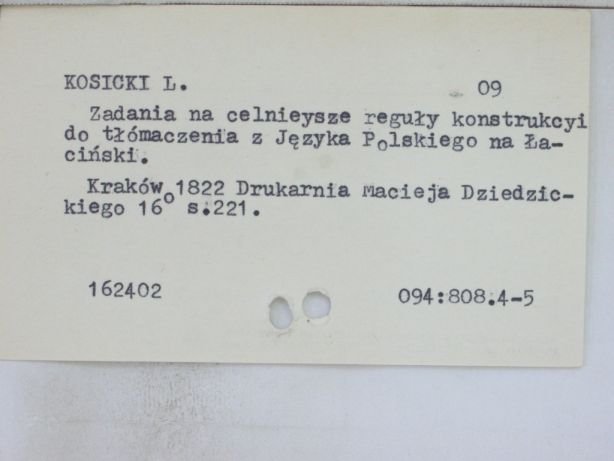 KOSICKI L. 09
Zadania na celnieysze reguły konstrukcyi
do tłómaczenia z Języka Polskiego na Ła-
ciński.
Kraków 1822 Drukarnia Macieja Dziedzic-
kiego 16° s.221.
162402 094:808.4-5